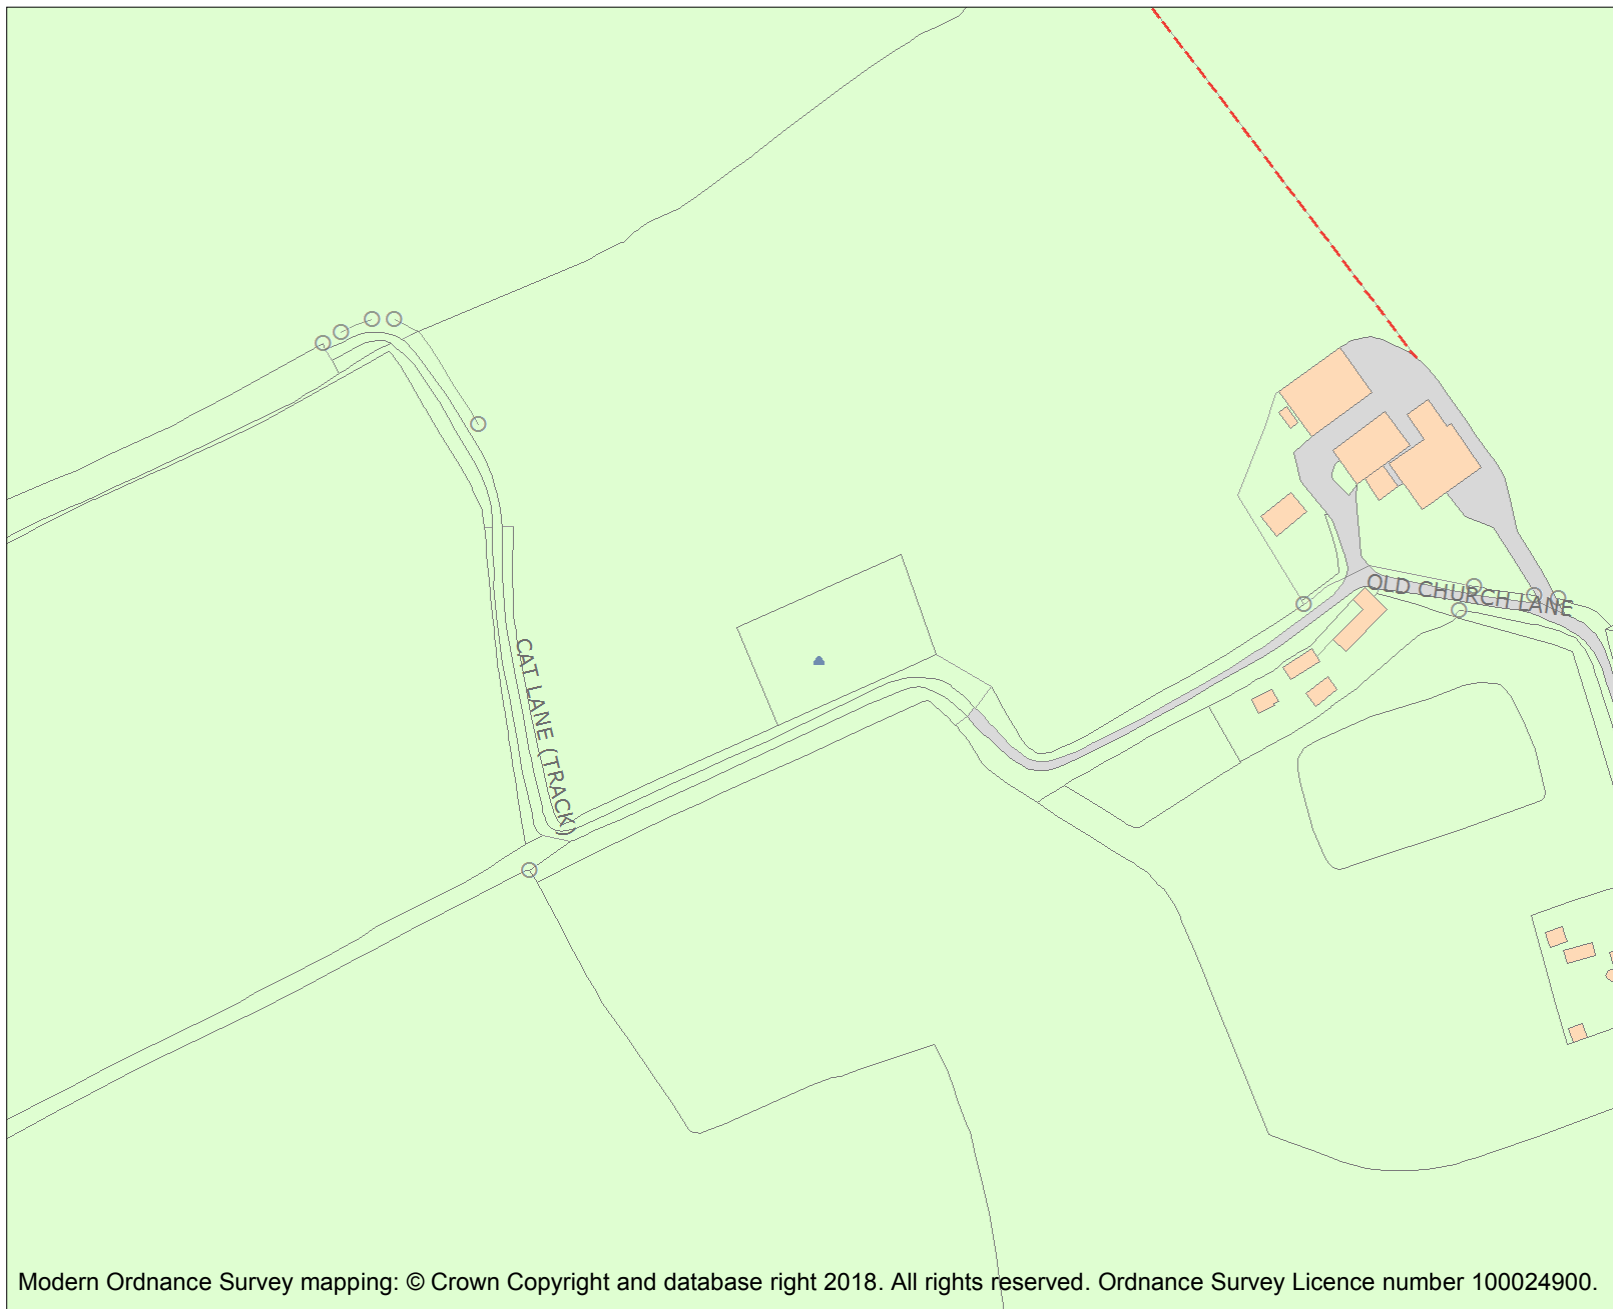 OLD CHURCH LANE
CAT LANE (TRACK)
Modern Ordnance Survey mapping: © Crown Copyright and database right 2018. All rights reserved. Ordnance Survey Licence number 100024900.